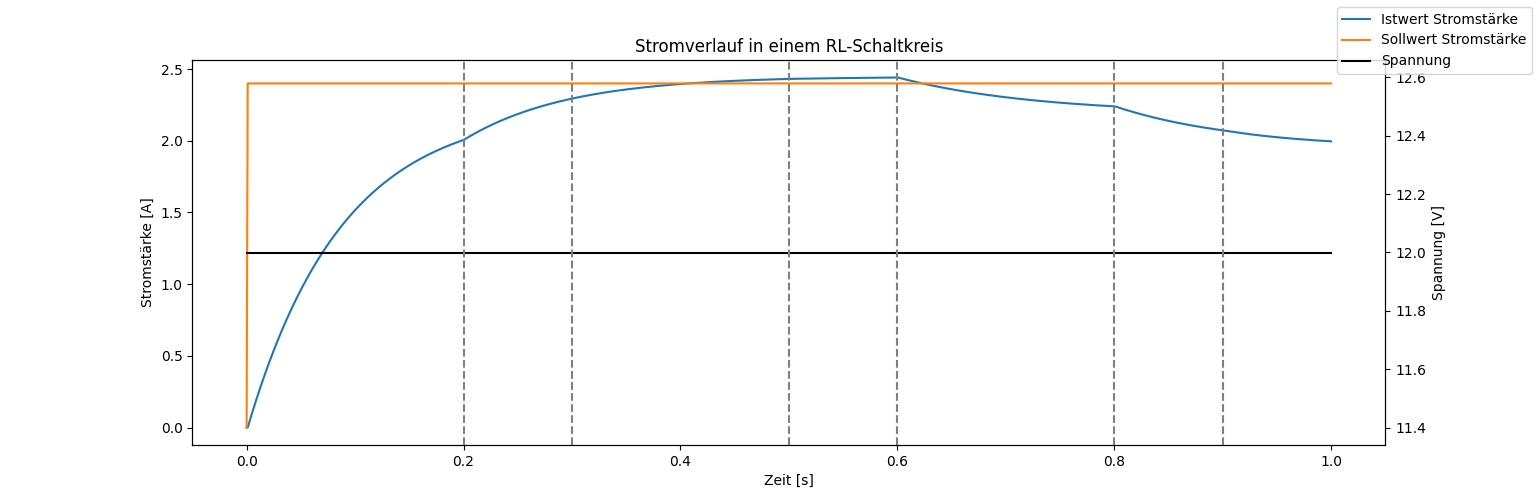 Stromverlauf in einem RL-Schaltkreis
Istwert Stromstärke
Sollwert Stromstärke
Spannung
Stromstärke [A]
2.5
2.0
1.5
1.0
0.5
0.0
0.0 0.2 0.4 0.6 0.8 1.0
Zeit [s]
12.6
12.4
12.2
12.0
11.8
11.6
11.4
Spannung [V]